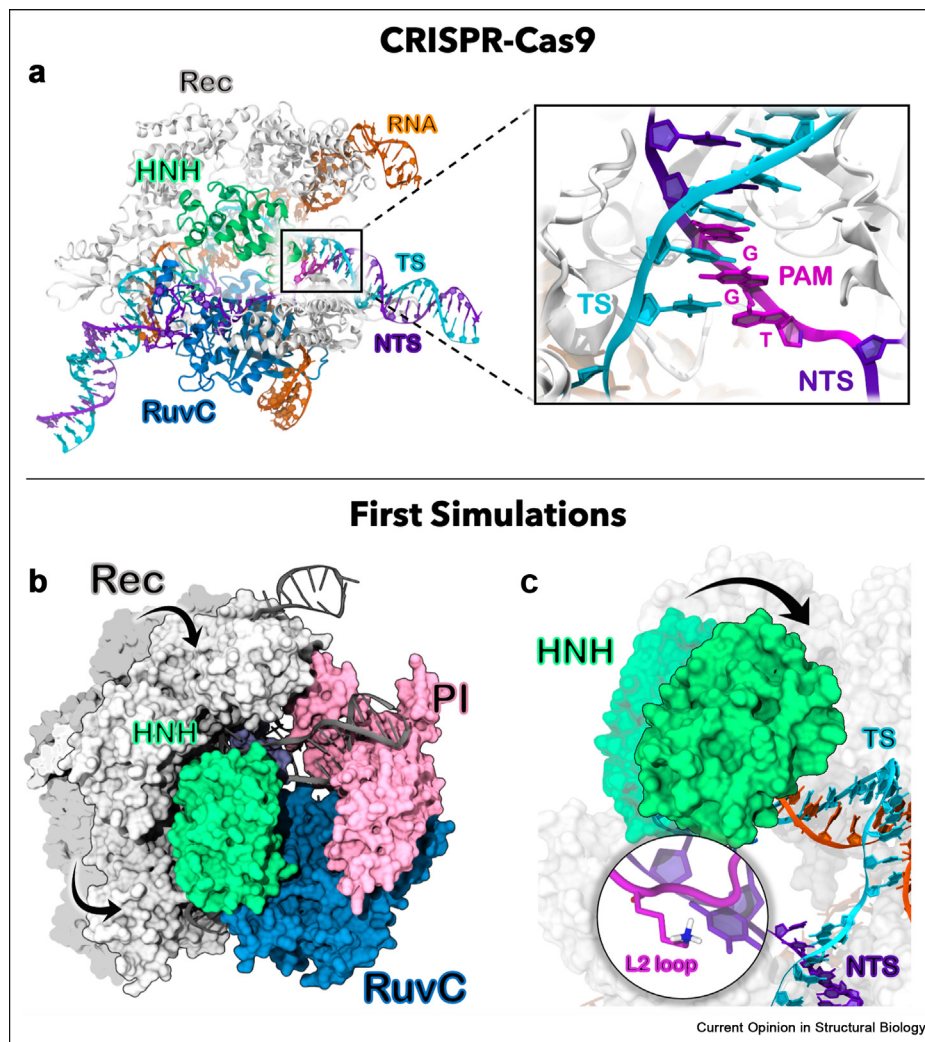 CRISPR-Cas9
a
Rec
RNA
HNH
TS
NTS
RuvC
G
PAM
G
TS
T
NTS
First Simulations
b
Rec
HNH
PI
RuvC
c
HNH
TS
L2 loop
NTS
Current Opinion in Structural Biology